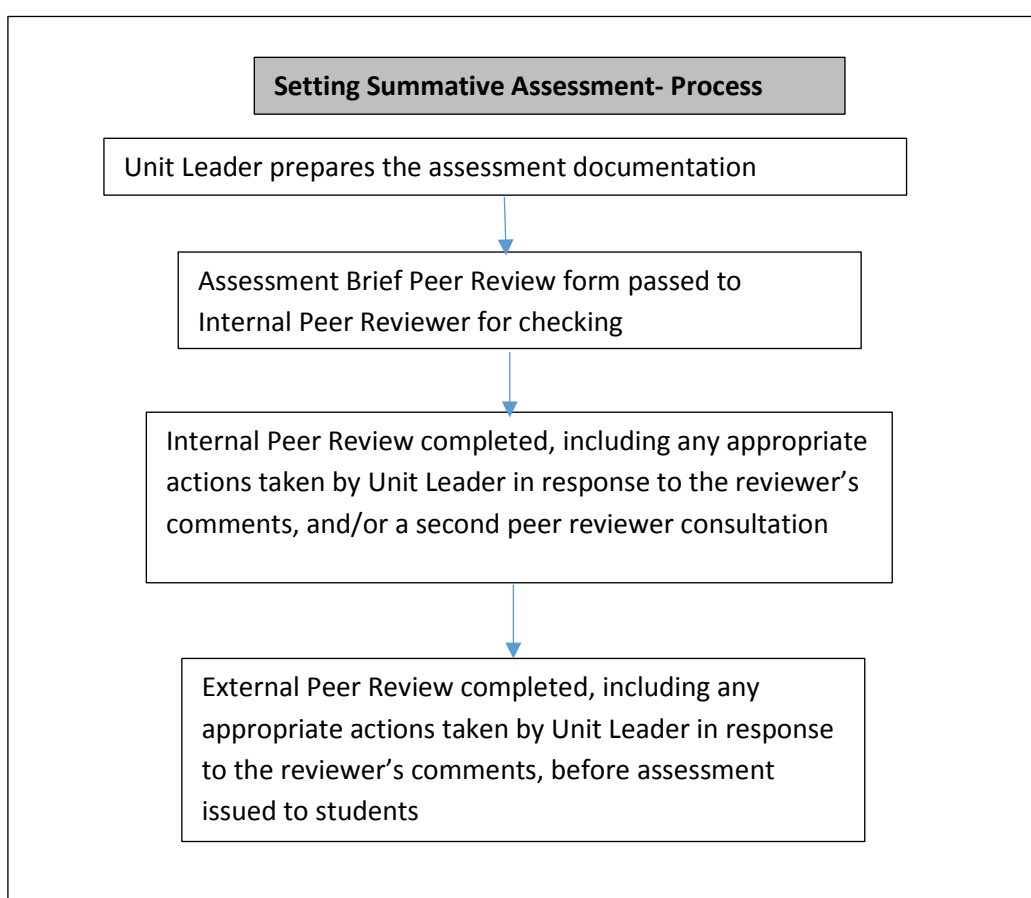 Setting Summative Assessment- Process
Unit Leader prepares the assessment documentation
Assessment Brief Peer Review form passed to
Internal Peer Reviewer for checking
Internal Peer Review completed, including any appropriate
actions taken by Unit Leader in response to the reviewer’s
comments, and/or a second peer reviewer consultation
External Peer Review completed, including any
appropriate actions taken by Unit Leader in response
to the reviewer’s comments, before assessment
issued to students